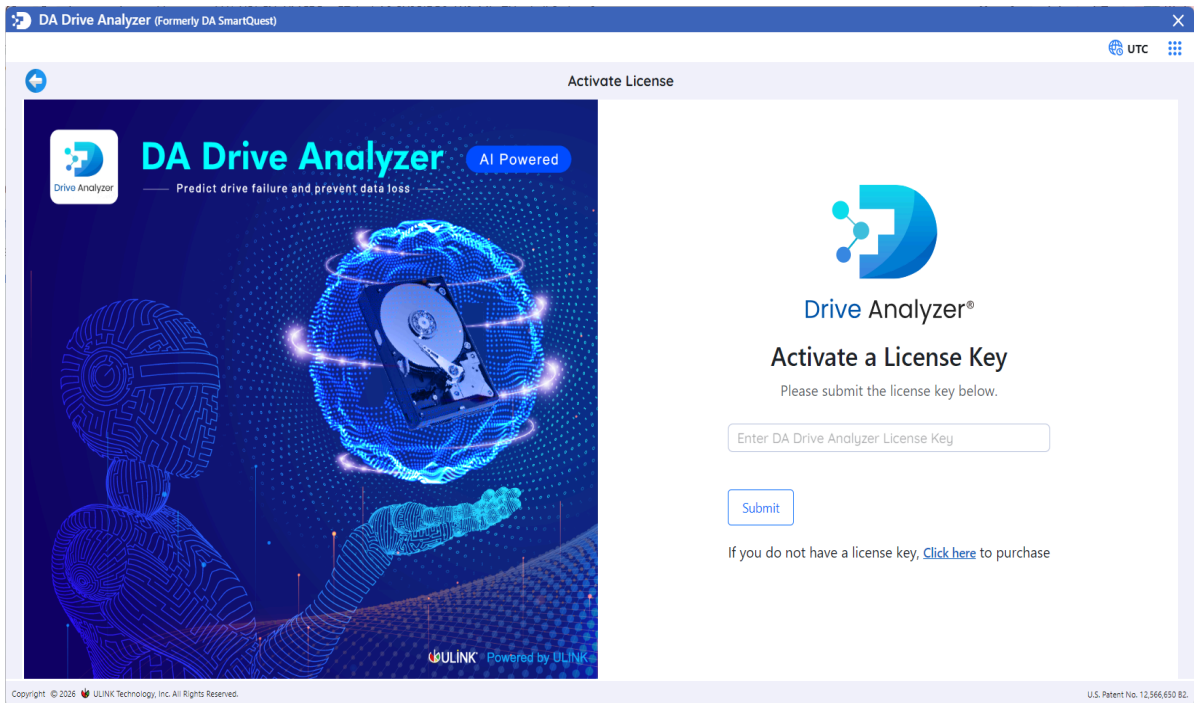 DA Drive Analyzer (Formerly DA SmartQuest)
UTC
Activate License
Drive Analyzer
DA Drive Analyzer
AI Powered
Predict drive failure and prevent data loss
ULINK Powered by ULINK
Drive Analyzer®
Activate a License Key
Please submit the license key below.
Enter DA Drive Analyzer License Key
Submit
If you do not have a license key, Click here to purchase
Copyright © 2026 ULINK Technology, Inc. All Rights Reserved.
U.S. Patent No. 12,566,650 B2.